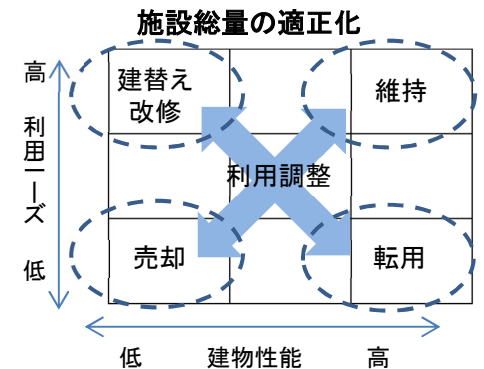 施設総量の適正化
高
利用ニーズ
低
建替え
改修
維持
利用調整
売却
転用
低
建物性能
高